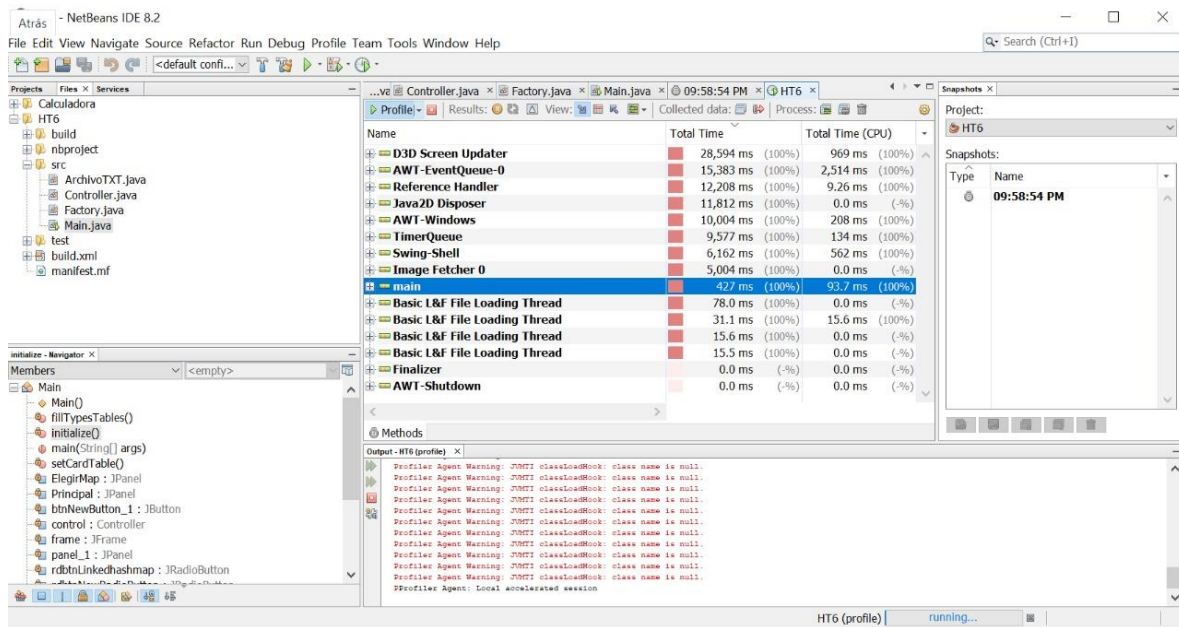 Atrás
- NetBeans IDE 8.2
File Edit View Navigate Source Refactor Run Debug Profile Team Tools Window Help
Search (Ctrl+I)
<default confi...
Projects Files × Services
Calculadora
HT6
build
nbproject
src
ArchivoTXT.java
Controller.java
Factory.java
Main.java
test
build.xml
manifest.mf
initialize - Navigator ×
Members <empty>
Main
Main()
fillTypesTables()
initialize()
main(String[] args)
setCardTable()
ElegirMap : JPanel
Principal : JPanel
btnNewButton_1 : JButton
control : Controller
frame : JFrame
panel_1 : JPanel
rdbtnLinkedhashmap : JRadioButton
...va Controller.java × Factory.java × Main.java × 09:58:54 PM × HT6 ×
Profile Results: View: Collected data: Process:
Name Total Time Total Time (CPU)
D3D Screen Updater 28,594 ms (100%) 969 ms (100%)
AWT-EventQueue-0 15,383 ms (100%) 2,514 ms (100%)
Reference Handler 12,208 ms (100%) 9.26 ms (100%)
Java2D Disposer 11,812 ms (100%) 0.0 ms (-%)
AWT-Windows 10,004 ms (100%) 208 ms (100%)
TimerQueue 9,577 ms (100%) 134 ms (100%)
Swing-Shell 6,162 ms (100%) 562 ms (100%)
Image Fetcher 0 5,004 ms (100%) 0.0 ms (-%)
main 427 ms (100%) 93.7 ms (100%)
Basic L&F File Loading Thread 78.0 ms (100%) 0.0 ms (-%)
Basic L&F File Loading Thread 31.1 ms (100%) 15.6 ms (100%)
Basic L&F File Loading Thread 15.6 ms (100%) 0.0 ms (-%)
Basic L&F File Loading Thread 15.5 ms (100%) 0.0 ms (-%)
Finalizer 0.0 ms (-%) 0.0 ms (-%)
AWT-Shutdown 0.0 ms (-%) 0.0 ms (-%)
Methods
Snapshots ×
Project:
HT6
Snapshots:
Type Name
09:58:54 PM
Output - HT6 (profile) ×
Profiler Agent Warning: JVMTI classLoadHook: class name is null.
Profiler Agent Warning: JVMTI classLoadHook: class name is null.
Profiler Agent Warning: JVMTI classLoadHook: class name is null.
Profiler Agent Warning: JVMTI classLoadHook: class name is null.
Profiler Agent Warning: JVMTI classLoadHook: class name is null.
Profiler Agent Warning: JVMTI classLoadHook: class name is null.
Profiler Agent Warning: JVMTI classLoadHook: class name is null.
Profiler Agent Warning: JVMTI classLoadHook: class name is null.
Profiler Agent Warning: JVMTI classLoadHook: class name is null.
Profiler Agent Warning: JVMTI classLoadHook: class name is null.
Profiler Agent Warning: JVMTI classLoadHook: class name is null.
PProfiler Agent: Local accelerated session
HT6 (profile) running...